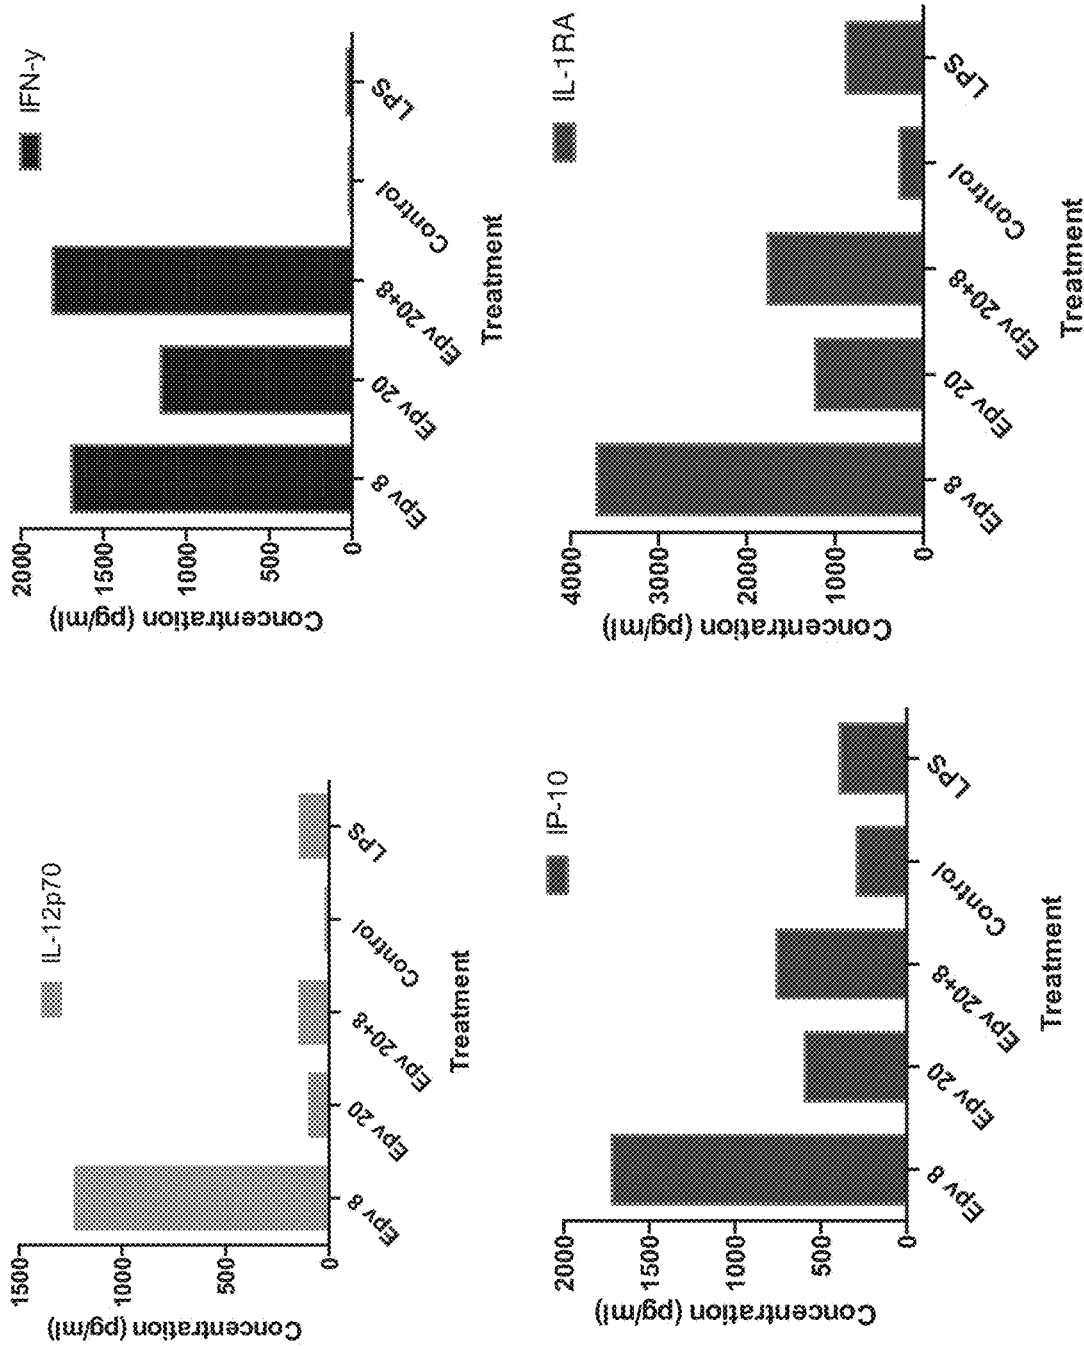 IL-12p70
Concentration (pg/ml)
1500
1000
500
0
Epv 8
Epv 20
Epv 20+8
Control
LPS
Treatment
IFN-y
Concentration (pg/ml)
2000
1500
1000
500
0
Epv 8
Epv 20
Epv 20+8
Control
LPS
Treatment
IP-10
Concentration (pg/ml)
2000
1500
1000
500
0
Epv 8
Epv 20
Epv 20+8
Control
LPS
Treatment
IL-1RA
Concentration (pg/ml)
4000
3000
2000
1000
0
Epv 8
Epv 20
Epv 20+8
Control
LPS
Treatment